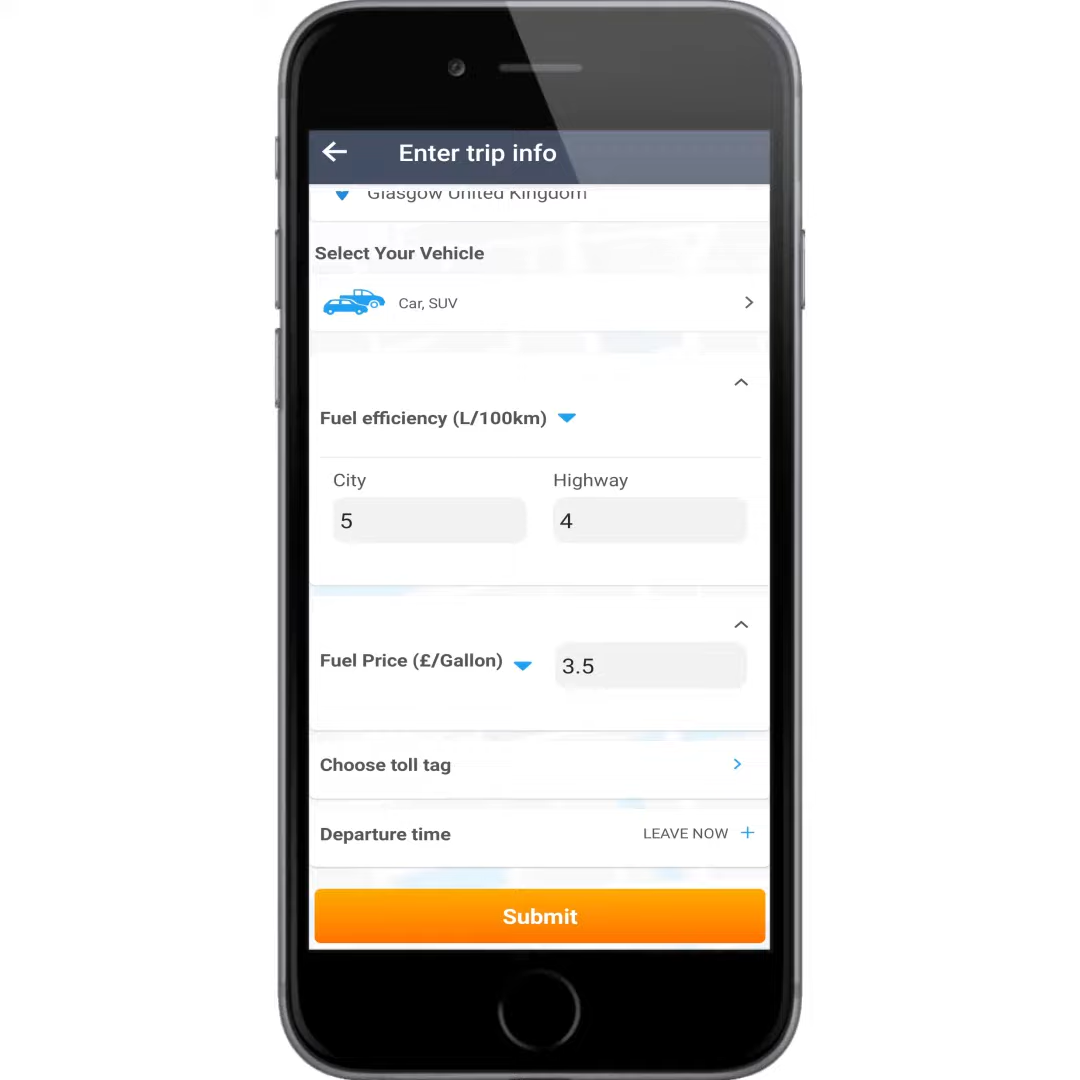 Enter trip info
Glasgow United Kingdom
Select Your Vehicle
Car, SUV
Fuel efficiency (L/100km)
City Highway
5 4
Fuel Price (£/Gallon) 3.5
Choose toll tag
Departure time LEAVE NOW +
Submit